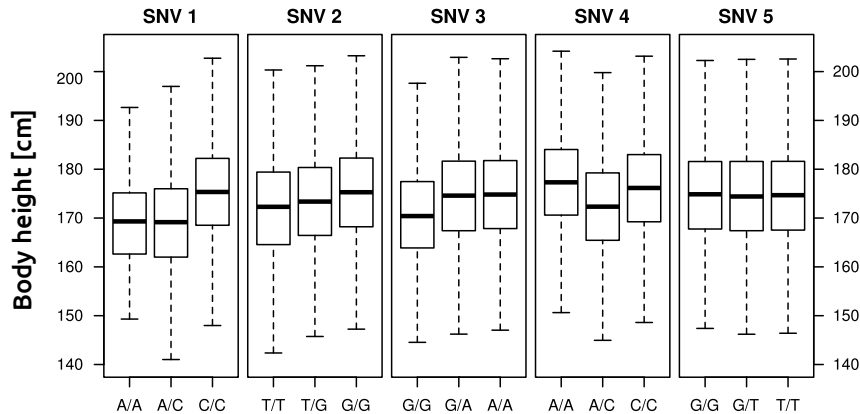 SNV 1 SNV 2 SNV 3 SNV 4 SNV 5
Body height [cm]
200 200
190 190
180 180
170 170
160 160
150 150
140 140
A/A A/C C/C T/T T/G G/G G/G G/A A/A A/A A/C C/C G/G G/T T/T